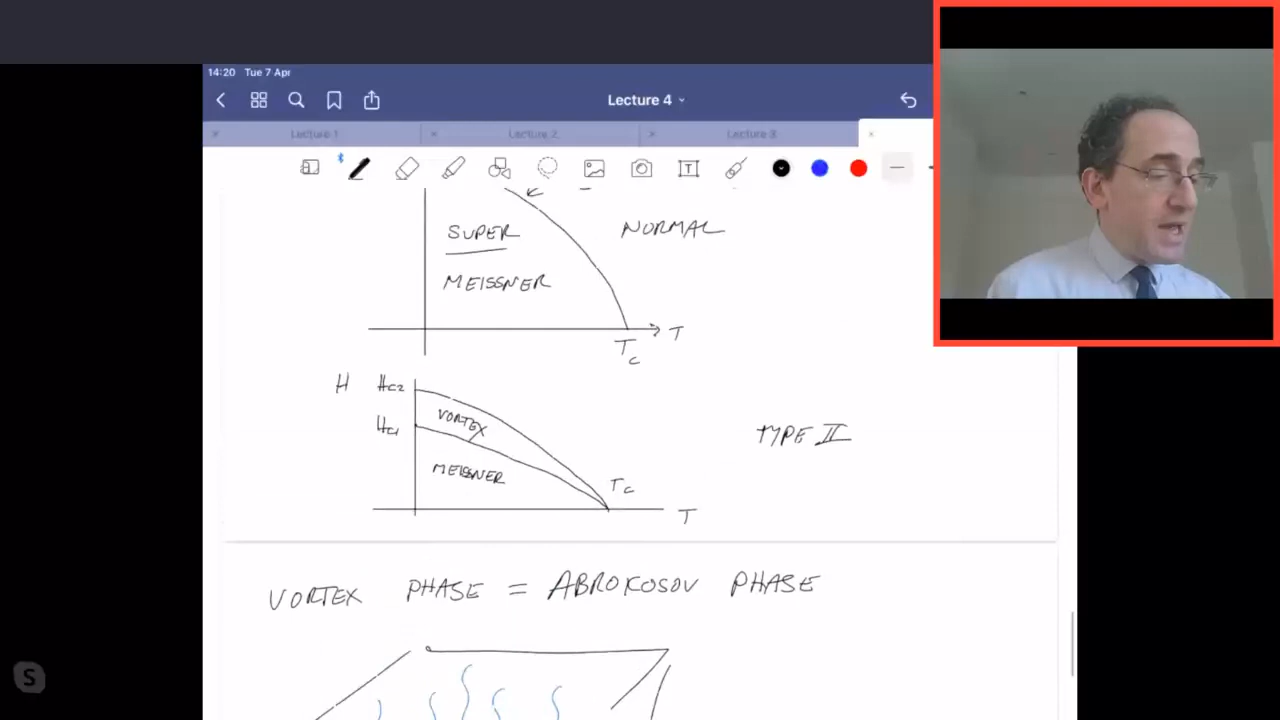 14:20 Tue 7 Apr
Lecture 4
Lecture 1 Lecture 2 Lecture 3
T
SUPER NORMAL
MEISSNER
T
Tc
H Hc2
VORTEX
Hc1
TYPE II
MEISSNER
Tc
T
VORTEX PHASE = ABROKOSOV PHASE
S